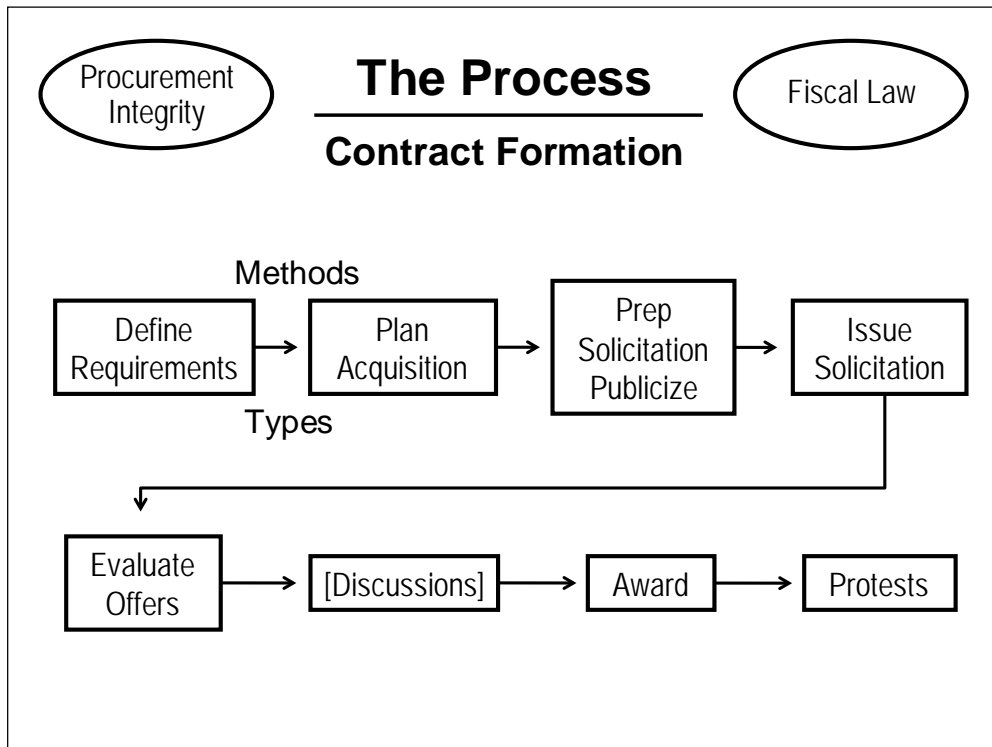 Procurement
Integrity
The Process
Contract Formation
Fiscal Law
Methods
Define
Requirements
Plan
Acquisition
Prep
Solicitation
Publicize
Issue
Solicitation
Types
Evaluate
Offers
[Discussions]
Award
Protests